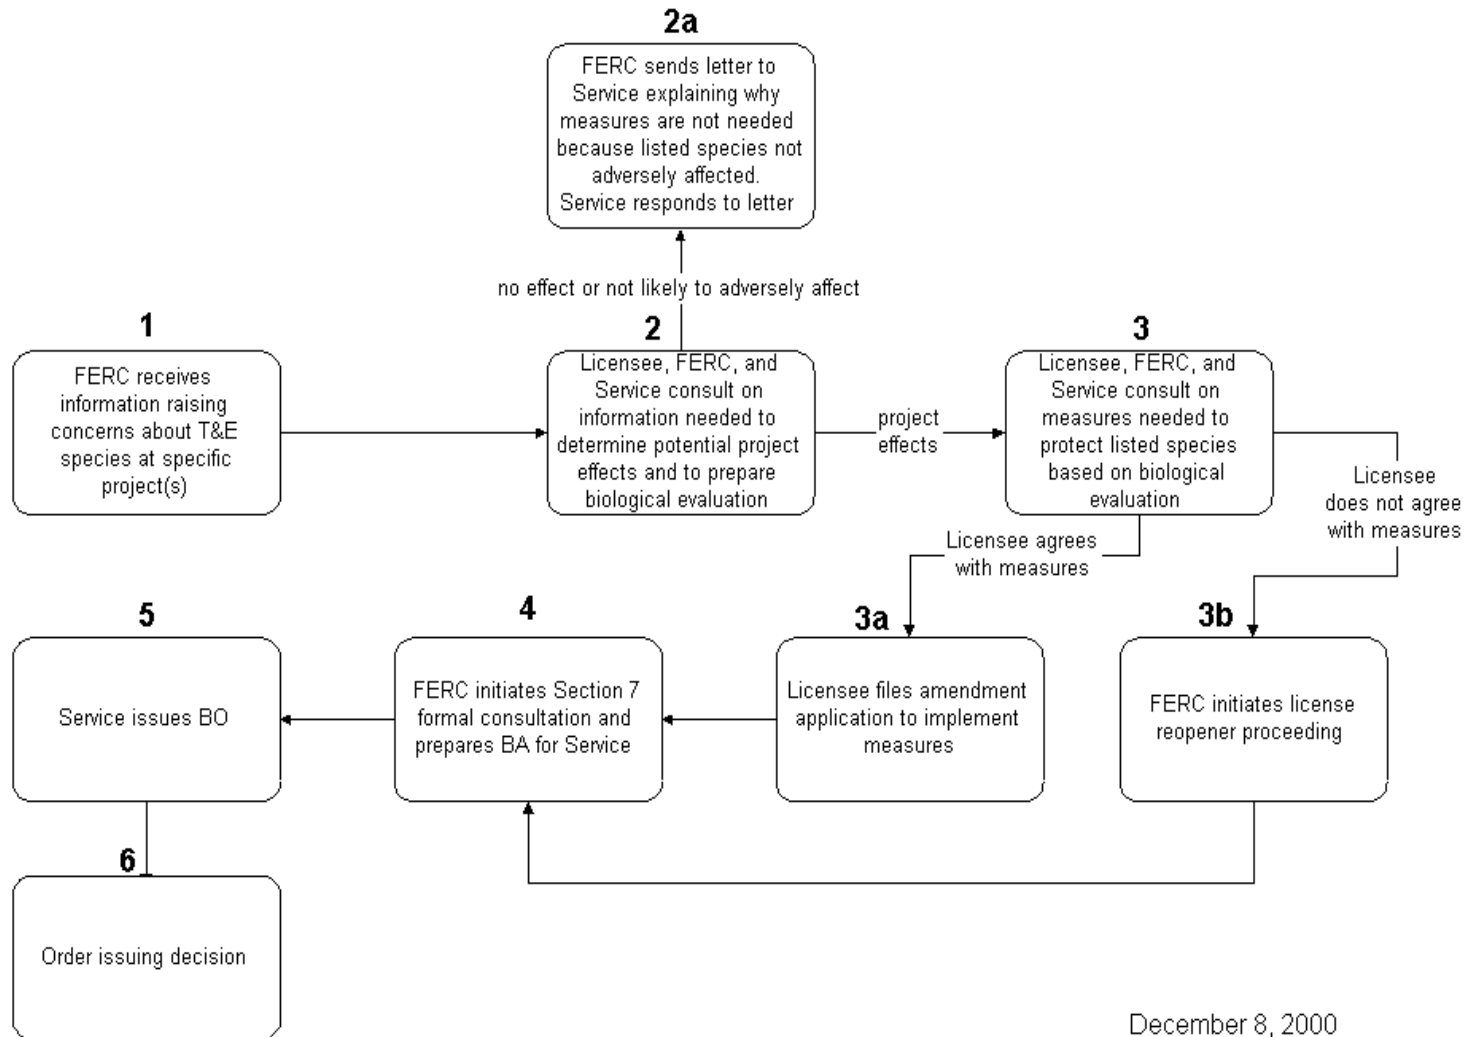 2a
FERC sends letter to
Service explaining why
measures are not needed
because listed species not
adversely affected.
Service responds to letter
no effect or not likely to adversely affect
1
FERC receives
information raising
concerns about T&E
species at specific
project(s)
2
Licensee, FERC, and
Service consult on
information needed to
determine potential project
effects and to prepare
biological evaluation
project
effects
3
Licensee, FERC, and
Service consult on
measures needed to
protect listed species
based on biological
evaluation
Licensee
does not agree
with measures
Licensee agrees
with measures
3a
Licensee files amendment
application to implement
measures
3b
FERC initiates license
reopener proceeding
4
FERC initiates Section 7
formal consultation and
prepares BA for Service
5
Service issues BO
6
Order issuing decision
December 8, 2000